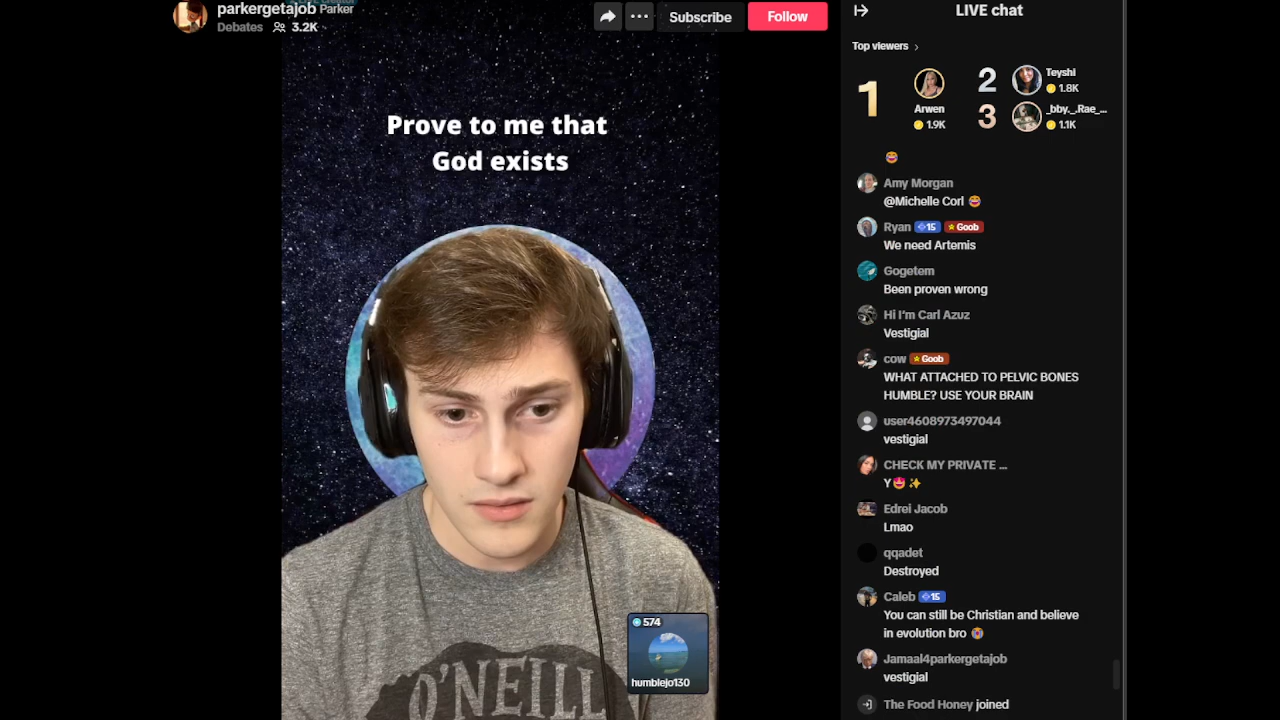 parkergetajob Parker
Debates 3.2K
Subscribe
Follow
Prove to me that
God exists
O'NEILL
574
humblejo130
LIVE chat
Top viewers
1
Arwen
1.9K
2
Teyshi
1.8K
3
_bby._.Rae_...
1.1K
Amy Morgan
@Michelle Corl
Ryan 15 Goob
We need Artemis
Gogetem
Been proven wrong
Hi I'm Carl Azuz
Vestigial
cow Goob
WHAT ATTACHED TO PELVIC BONES
HUMBLE? USE YOUR BRAIN
user4608973497044
vestigial
CHECK MY PRIVATE ...
Y
Edrei Jacob
Lmao
qqadet
Destroyed
Caleb 15
You can still be Christian and believe
in evolution bro
Jamaal4parkergetajob
vestigial
The Food Honey joined